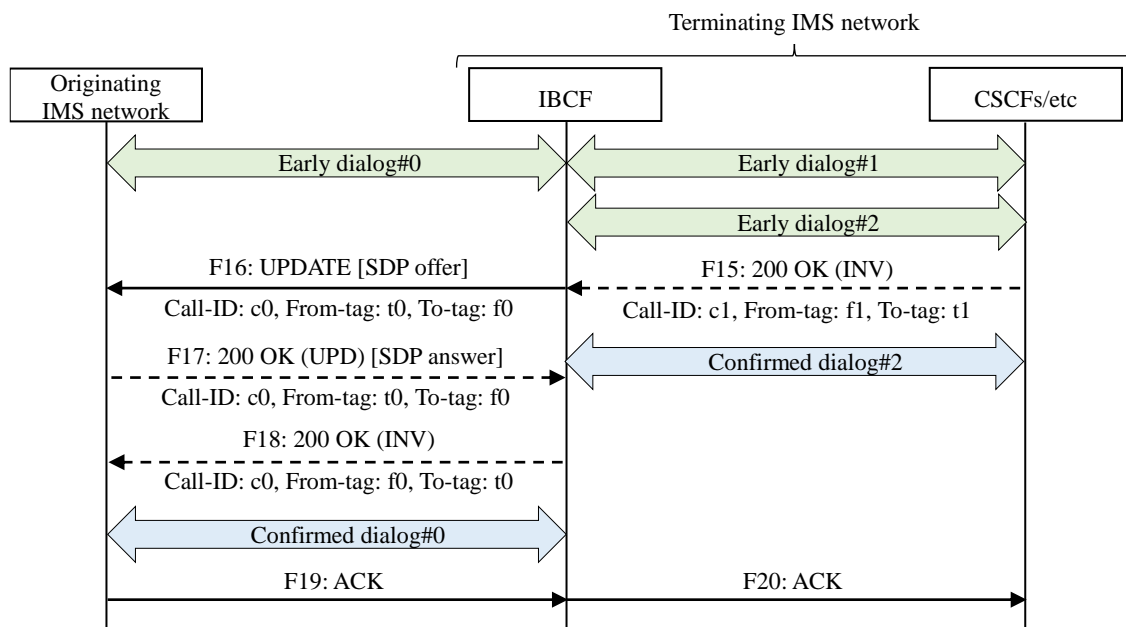 Terminating IMS network
Originating
IMS network
IBCF
CSCFs/etc
Early dialog#0
Early dialog#1
Early dialog#2
F16: UPDATE [SDP offer]
F15: 200 OK (INV)
Call-ID: c0, From-tag: t0, To-tag: f0
Call-ID: c1, From-tag: f1, To-tag: t1
F17: 200 OK (UPD) [SDP answer]
Confirmed dialog#2
Call-ID: c0, From-tag: t0, To-tag: f0
F18: 200 OK (INV)
Call-ID: c0, From-tag: f0, To-tag: t0
Confirmed dialog#0
F19: ACK
F20: ACK